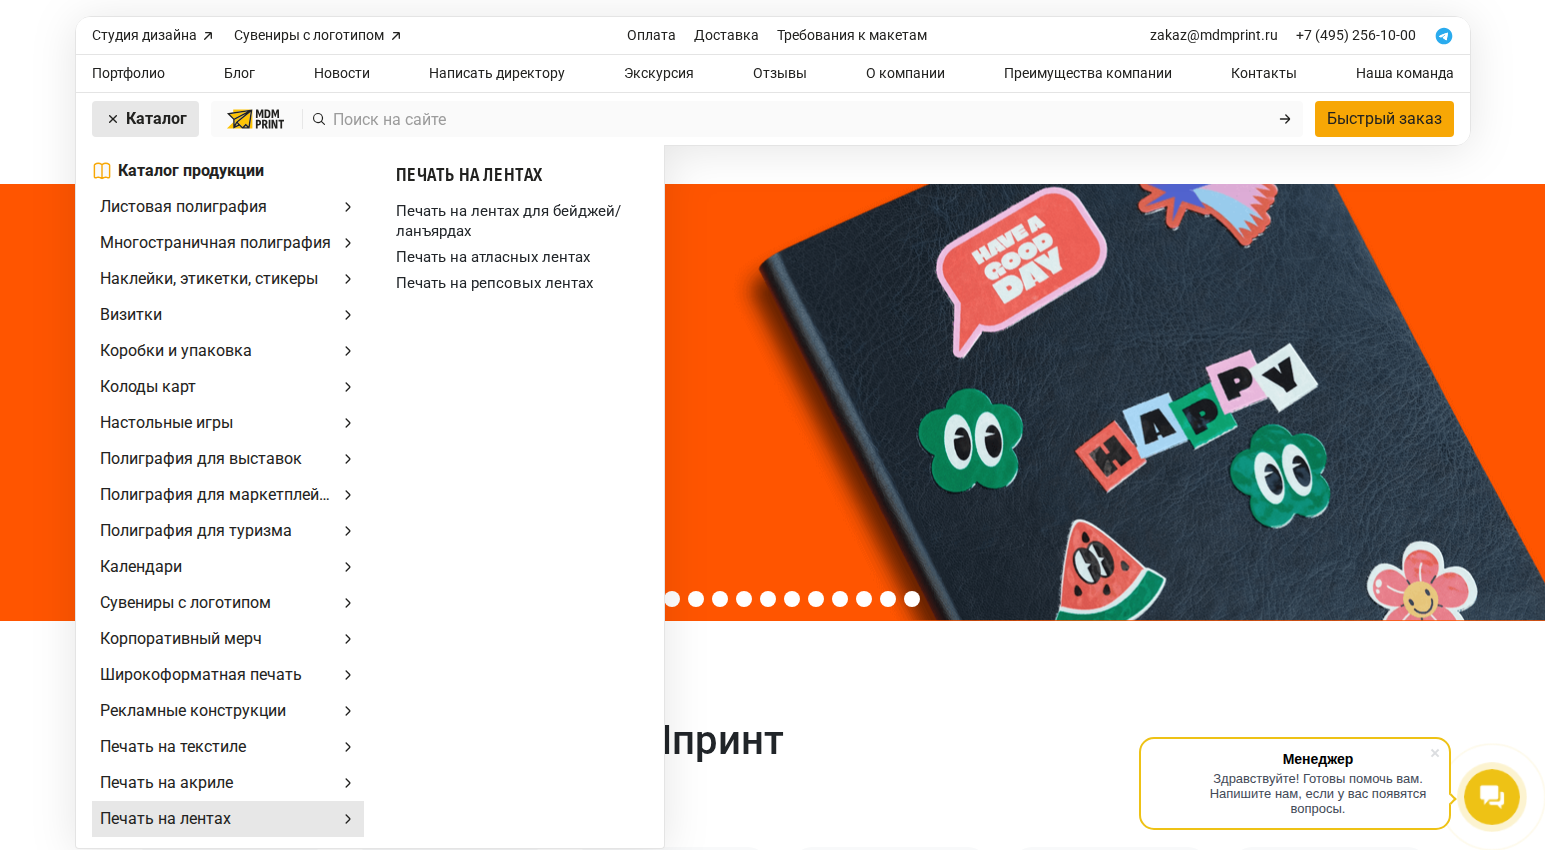 Студия дизайна
Сувениры с логотипом
Оплата
Доставка
Требования к макетам
zakaz@mdmprint.ru
+7 (495) 256-10-00
Портфолио
Блог
Новости
Написать директору
Экскурсия
Отзывы
О компании
Преимущества компании
Контакты
Наша команда
Каталог
MDM
PRINT
Поиск на сайте
Быстрый заказ
Каталог продукции
Листовая полиграфия
Многостраничная полиграфия
Наклейки, этикетки, стикеры
Визитки
Коробки и упаковка
Колоды карт
Настольные игры
Полиграфия для выставок
Полиграфия для маркетплей...
Полиграфия для туризма
Календари
Сувениры с логотипом
Корпоративный мерч
Широкоформатная печать
Рекламные конструкции
Печать на текстиле
Печать на акриле
Печать на лентах
ПЕЧАТЬ НА ЛЕНТАХ
Печать на лентах для бейджей/
ланъярдах
Печать на атласных лентах
Печать на репсовых лентах
HAVE A
GOOD
DAY
HAPPY
принт
Менеджер
Здравствуйте! Готовы помочь вам.
Напишите нам, если у вас появятся
вопросы.